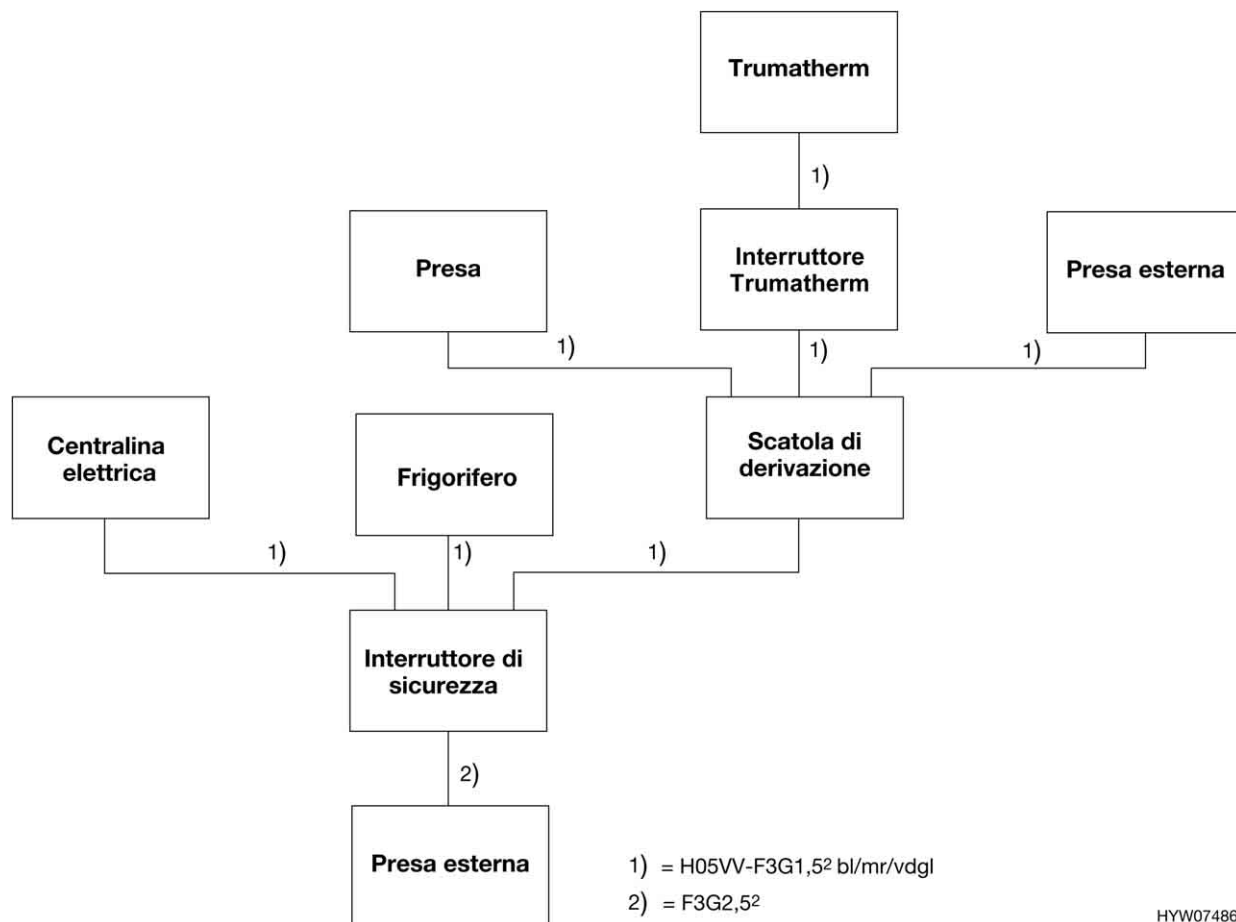 Trumatherm
1)
Presa
Interruttore
Trumatherm
Presa esterna
1)
1)
1)
Centralina
elettrica
Frigorifero
Scatola di
derivazione
1)
1)
1)
Interruttore di
sicurezza
2)
Presa esterna
1) = H05VV-F3G1,5² bl/mr/vdgl
2) = F3G2,5²
HYW07486